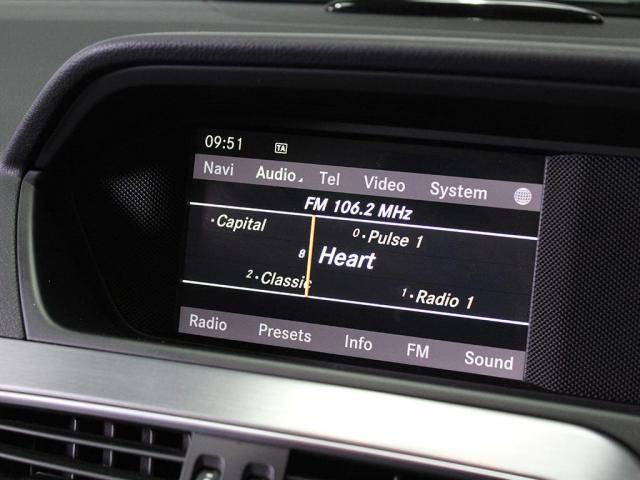 09:51 TA
Navi Audio Tel Video System
FM 106.2 MHz
·Capital 0·Pulse 1
8 Heart
2·Classic 1·Radio 1
Radio Presets Info FM Sound